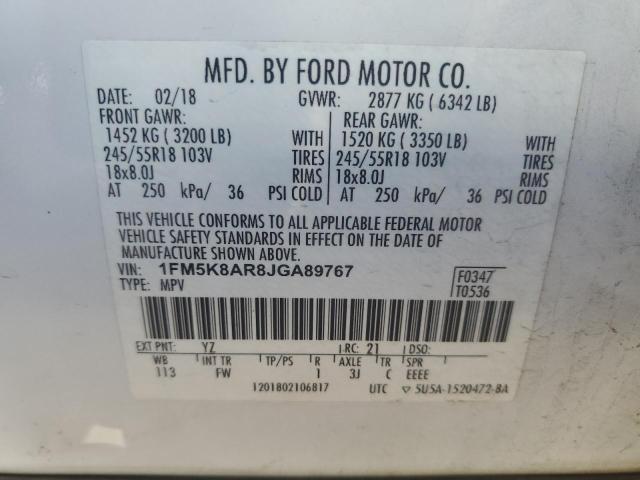 MFD. BY FORD MOTOR CO.
DATE: 02/18 GVWR: 2877 KG ( 6342 LB)
FRONT GAWR: REAR GAWR:
1452 KG ( 3200 LB) WITH 1520 KG ( 3350 LB) WITH
245/55R18 103V TIRES 245/55R18 103V TIRES
18x8.0J RIMS 18x8.0J RIMS
AT 250 kPa/ 36 PSI COLD AT 250 kPa/ 36 PSI COLD
THIS VEHICLE CONFORMS TO ALL APPLICABLE FEDERAL MOTOR
VEHICLE SAFETY STANDARDS IN EFFECT ON THE DATE OF
MANUFACTURE SHOWN ABOVE.
VIN: 1FM5K8AR8JGA89767 F0347
TYPE: MPV T0536
EXT PNT: YZ RC: 21 DSO:
WB INT TR TP/PS R AXLE TR SPR
113 FW 1 3J C EEEE
1201802106817 UTC ▽ 5U5A-1520472-BA